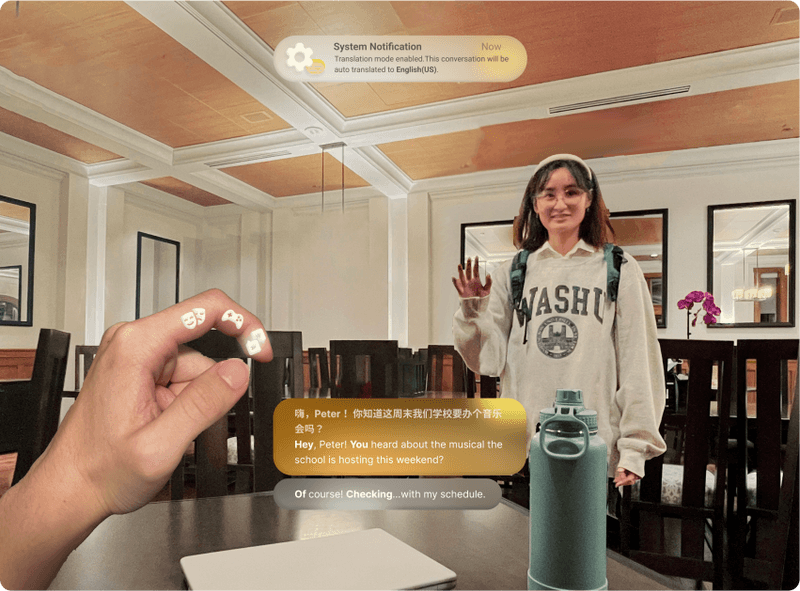 System Notification
Now
Translation mode enabled.This conversation will be
auto translated to English(US).
WASHU
嗨，Peter！ 你知道这周末我们学校要办个音乐
会吗？
Hey, Peter! You heard about the musical the
school is hosting this weekend?
Of course! Checking...with my schedule.